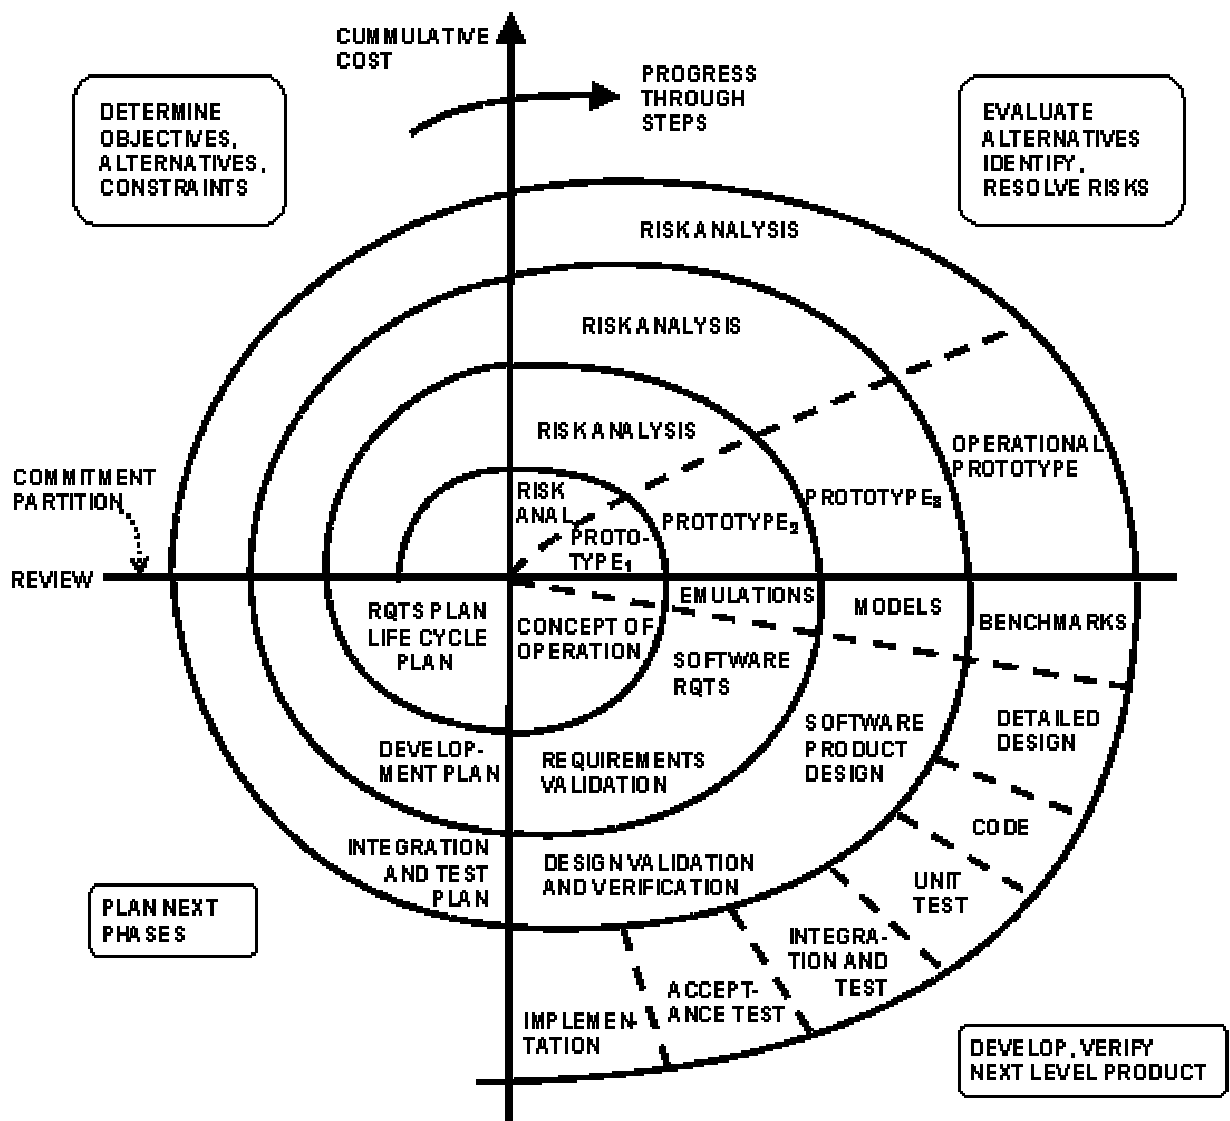 CUMMULATIVE
COST
PROGRESS
THROUGH
STEPS
DETERMINE
OBJECTIVES,
ALTERNATIVES,
CONSTRAINTS
EVALUATE
ALTERNATIVES
IDENTIFY,
RESOLVE RISKS
RISK ANALYSIS
RISK ANALYSIS
RISK ANALYSIS
RISK
ANAL.
OPERATIONAL
PROTOTYPE
PROTOTYPE₃
PROTOTYPE₂
PROTO-
TYPE₁
COMMITMENT
PARTITION
REVIEW
EMULATIONS
MODELS
BENCHMARKS
RQTS PLAN
LIFE CYCLE
PLAN
CONCEPT OF
OPERATION
SOFTWARE
RQTS
SOFTWARE
PRODUCT
DESIGN
DETAILED
DESIGN
DEVELOP-
MENT PLAN
REQUIREMENTS
VALIDATION
CODE
INTEGRATION
AND TEST
PLAN
DESIGN VALIDATION
AND VERIFICATION
UNIT
TEST
PLAN NEXT
PHASES
INTEGRA-
TION AND
TEST
ACCEPT-
ANCE TEST
IMPLEMEN-
TATION
DEVELOP, VERIFY
NEXT LEVEL PRODUCT